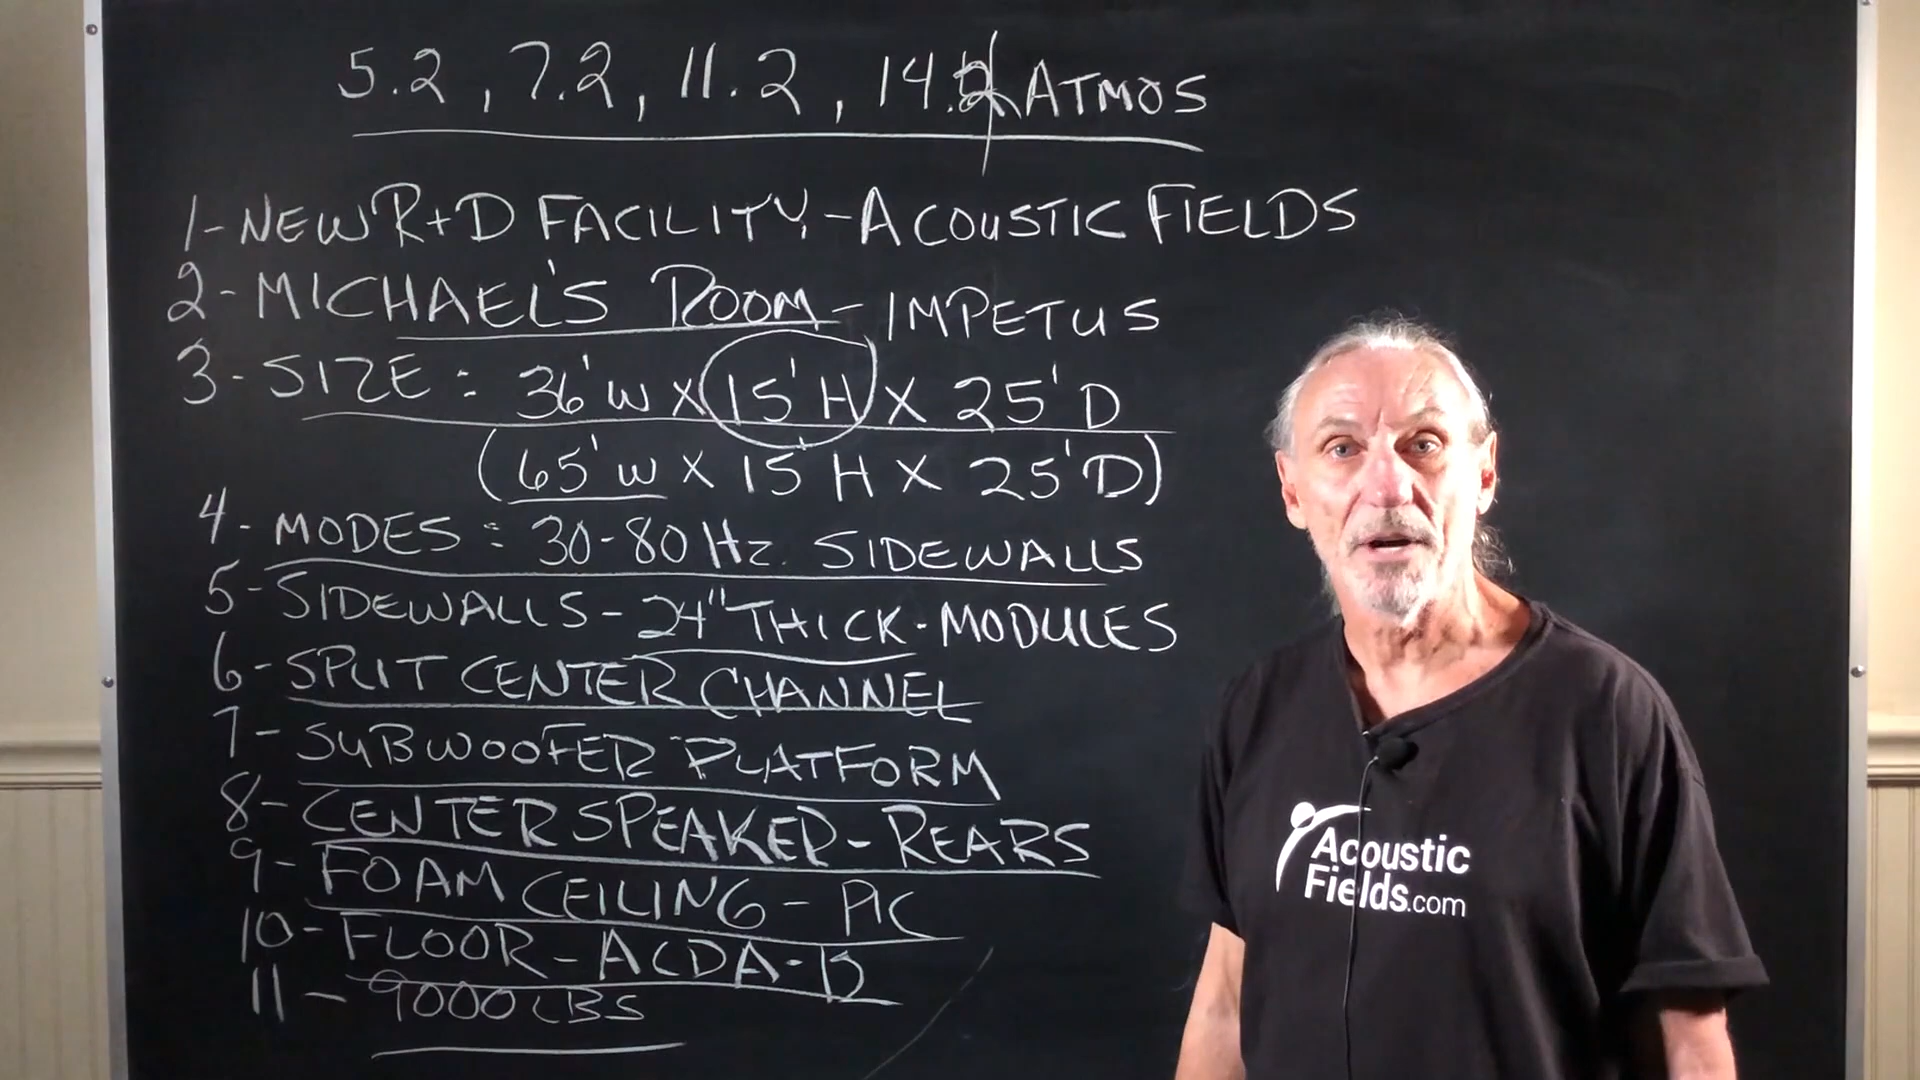 5.2, 7.2, 11.2, 14. ATMOS
1-NEW R+D FACILITY-ACOUSTIC FIELDS
2-MICHAEL'S ROOM-IMPETUS
3-SIZE: 36'W X 15'H X 25'D
(65'W X 15'H X 25'D)
4-MODES: 30-80 Hz. SIDEWALLS
5-SIDEWALLS-24" THICK-MODULES
6-SPLIT CENTER CHANNEL
7-SUBWOOFER PLATFORM
8-CENTER SPEAKER-REARS
9-FOAM CEILING-PIC
10-FLOOR-ACDA-12
11-9000 LBS
Acoustic
Fields.com